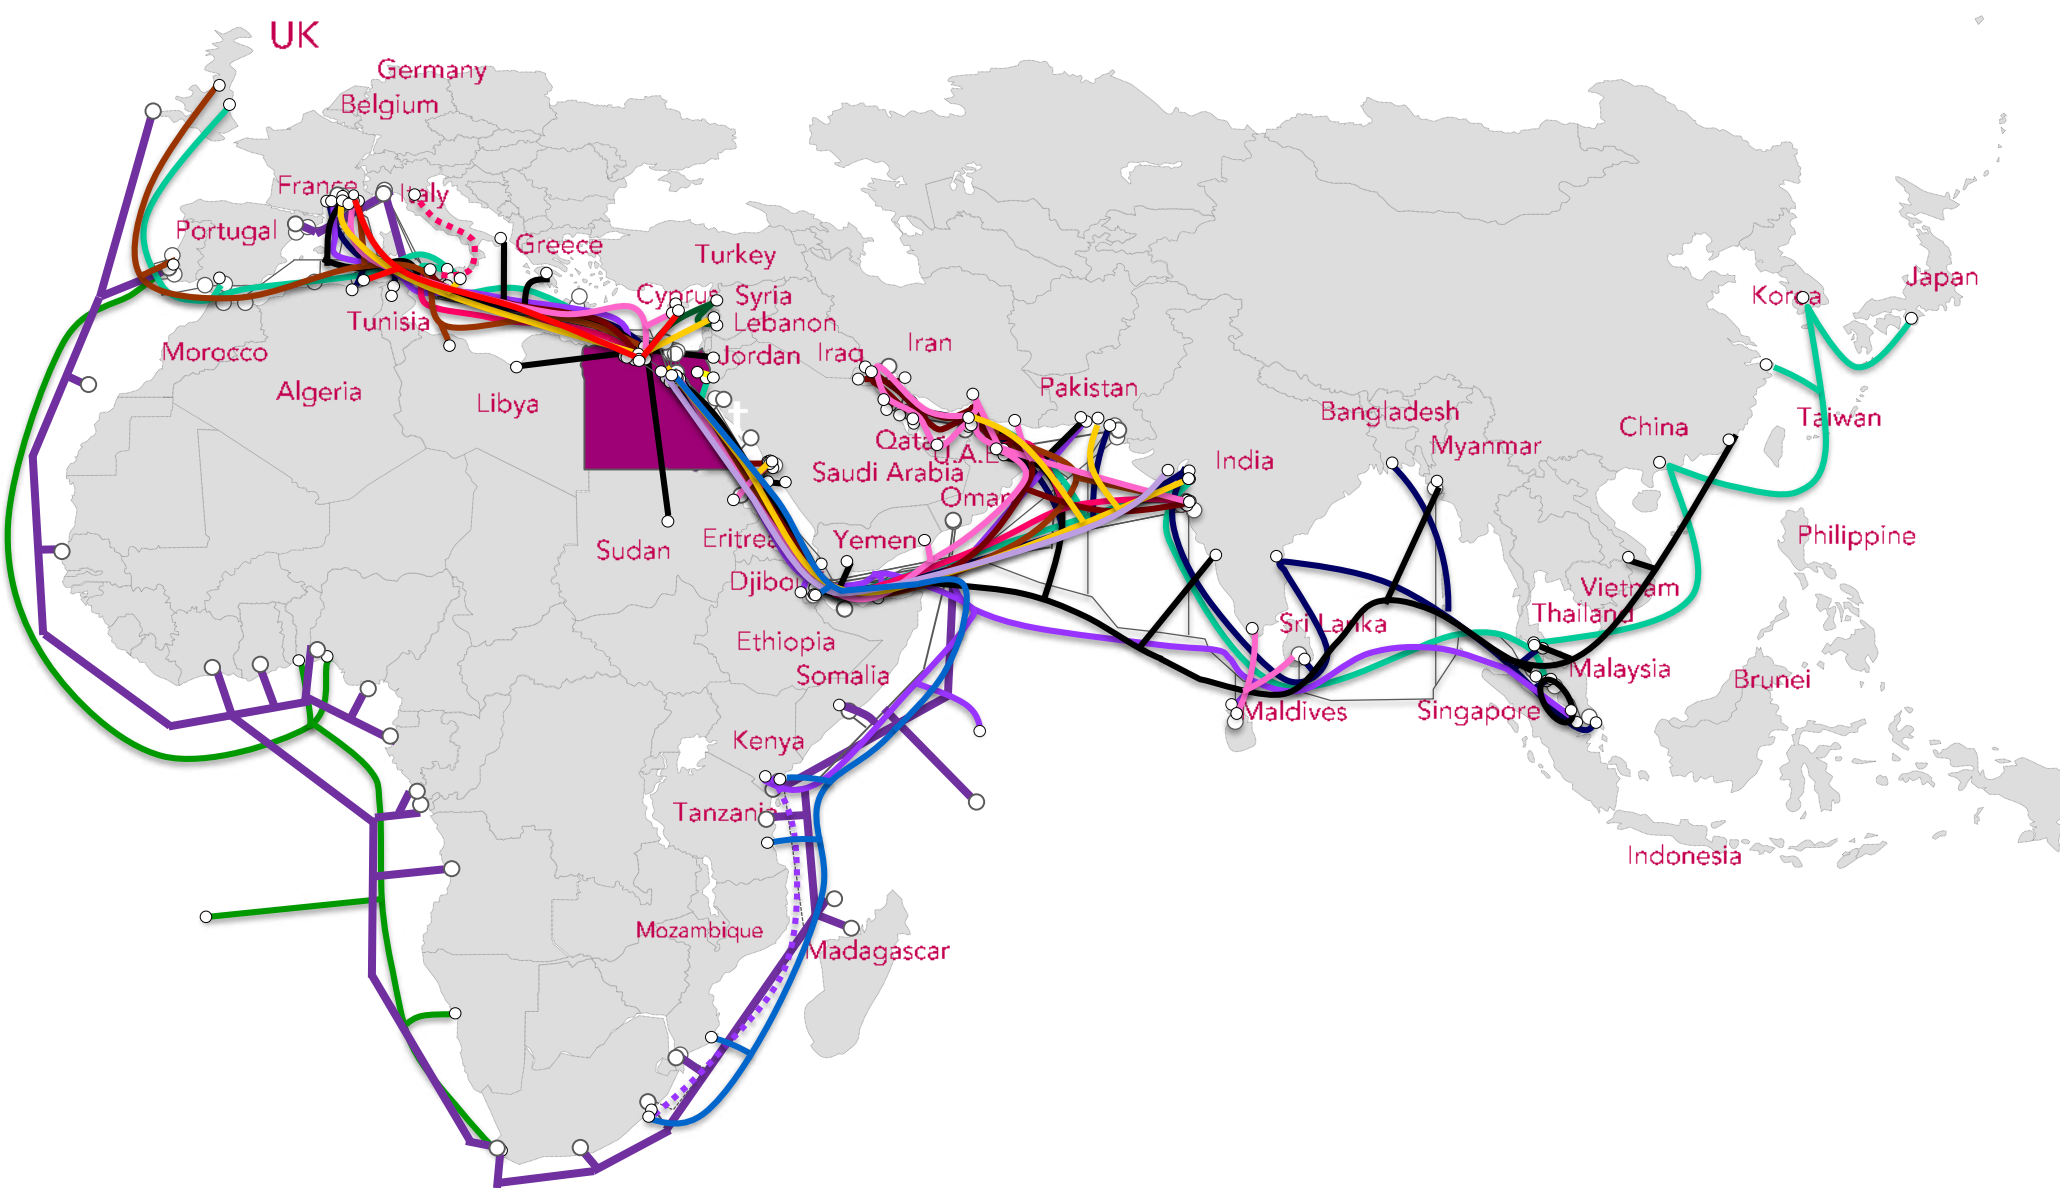 UK
Germany
Belgium
France
Italy
Portugal
Greece
Turkey
Cyprus
Syria
Lebanon
Tunisia
Morocco
Algeria
Libya
Jordan
Iraq
Iran
Pakistan
Bangladesh
Myanmar
China
Taiwan
Korea
Japan
Qatar
U.A.E
Saudi Arabia
India
Oman
Sudan
Eritrea
Yemen
Philippine
Djibou
Vietnam
Thailand
Ethiopia
Sri Lanka
Somalia
Malaysia
Brunei
Maldives
Singapore
Kenya
Tanzania
Indonesia
Mozambique
Madagascar